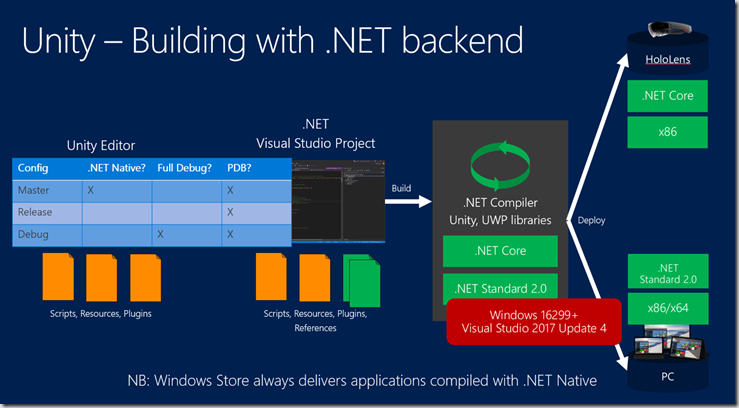 Unity – Building with .NET backend
HoloLens
.NET Core
x86
.NET
Visual Studio Project
Unity Editor
Config .NET Native? Full Debug? PDB?
Master X X
Release X
Debug X X
Build
.NET Compiler
Unity, UWP libraries
.NET Core
.NET Standard 2.0
Deploy
.NET
Standard 2.0
x86/x64
Windows 16299+
Visual Studio 2017 Update 4
Scripts, Resources, Plugins
Scripts, Resources, Plugins,
References
PC
NB: Windows Store always delivers applications compiled with .NET Native